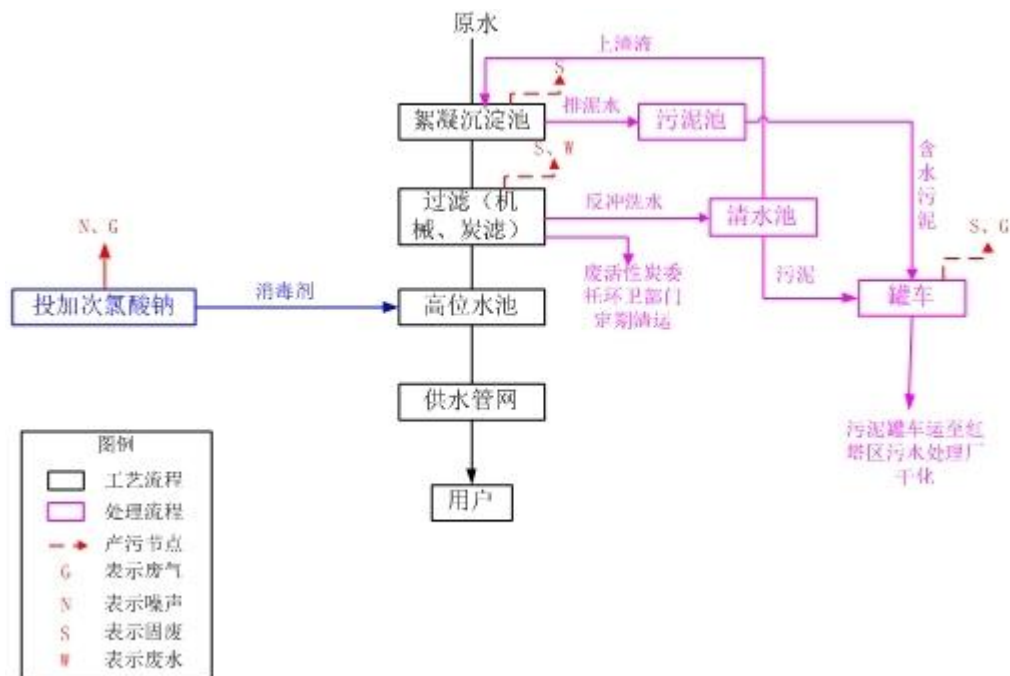 原水
上清液
S
絮凝沉淀池
排泥水
污泥池
S、W
含
水
污
泥
过滤（机
械、炭滤）
反冲洗水
清水池
N、G
S、G
废活性炭委
托环卫部门
定期清运
污泥
罐车
投加次氯酸钠
消毒剂
高位水池
供水管网
污泥罐车运至红
塔区污水处理厂
干化
用户
图例
工艺流程
处理流程
产污节点
G 表示废气
N 表示噪声
S 表示固废
W 表示废水